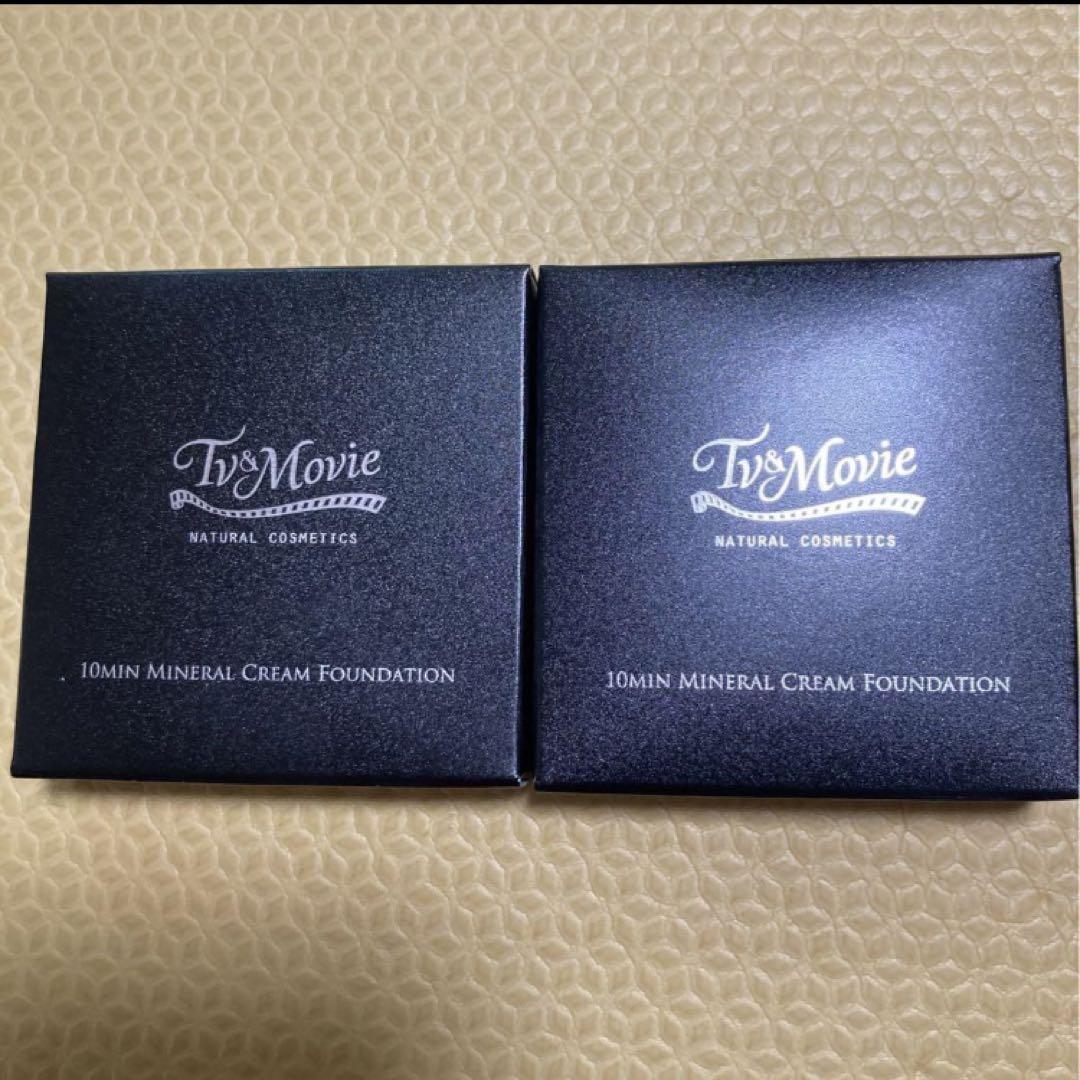 Tv&Movie
NATURAL COSMETICS
10MIN MINERAL CREAM FOUNDATION
Tv&Movie
NATURAL COSMETICS
10MIN MINERAL CREAM FOUNDATION